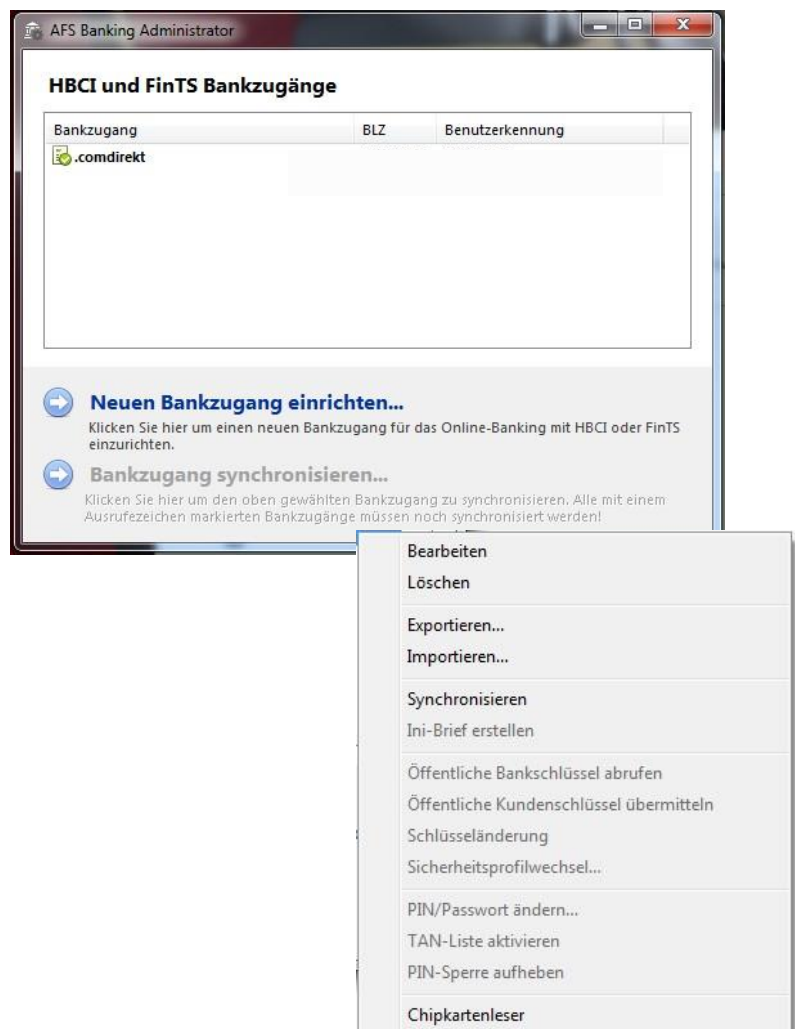 AFS Banking Administrator
HBCI und FinTS Bankzugänge
Bankzugang BLZ Benutzerkennung
.comdirekt
Neuen Bankzugang einrichten...
Klicken Sie hier um einen neuen Bankzugang für das Online-Banking mit HBCI oder FinTS
einzurichten.
Bankzugang synchronisieren...
Klicken Sie hier um den oben gewählten Bankzugang zu synchronisieren. Alle mit einem
Ausrufezeichen markierten Bankzugänge müssen noch synchronisiert werden!
Bearbeiten
Löschen
Exportieren...
Importieren...
Synchronisieren
Ini-Brief erstellen
Öffentliche Bankschlüssel abrufen
Öffentliche Kundenschlüssel übermitteln
Schlüsseländerung
Sicherheitsprofilwechsel...
PIN/Passwort ändern...
TAN-Liste aktivieren
PIN-Sperre aufheben
Chipkartenleser